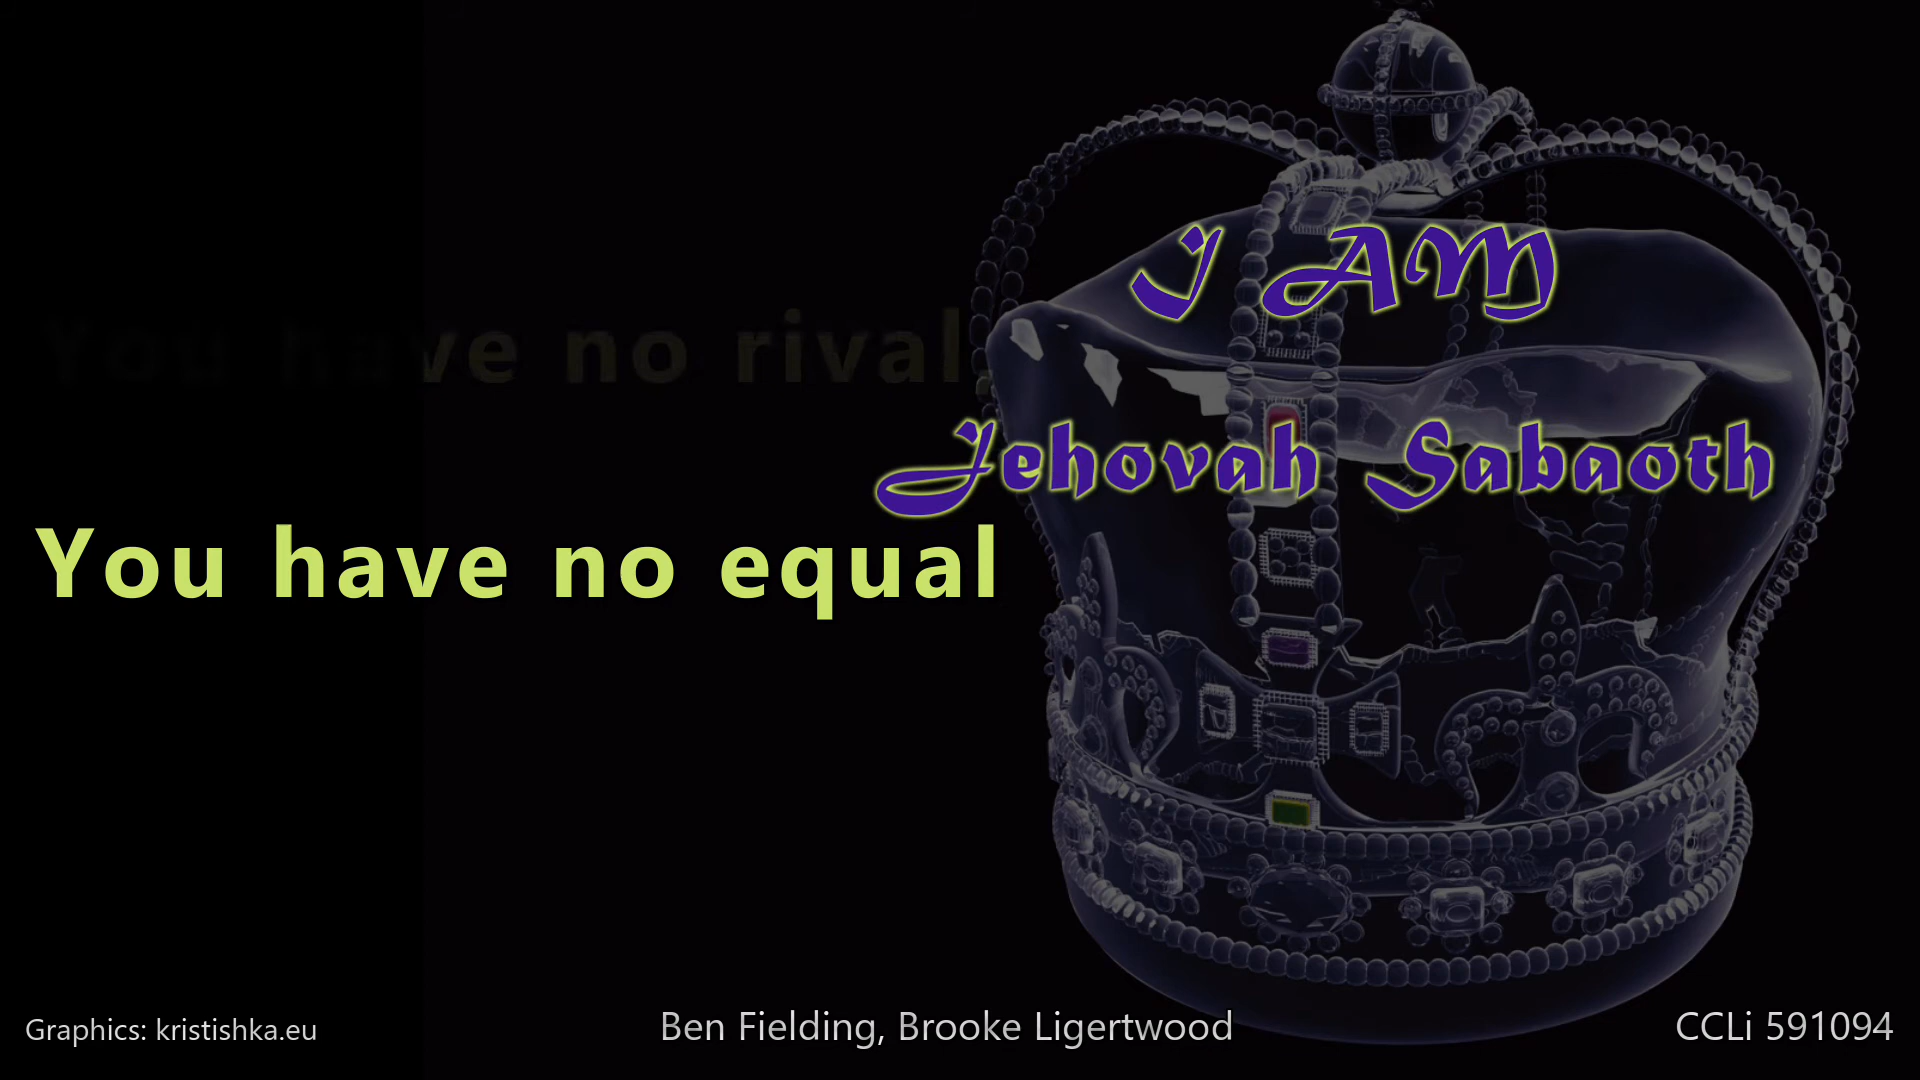 I AM
You have no rival,
Jehovah Sabaoth
You have no equal
Graphics: kristishka.eu
Ben Fielding, Brooke Ligertwood
CCLi 591094